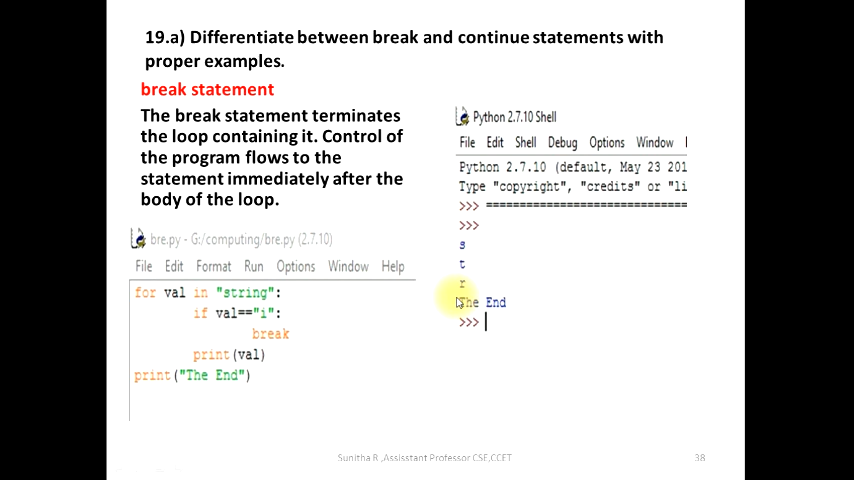 19.a) Differentiate between break and continue statements with
proper examples.
break statement
The break statement terminates
the loop containing it. Control of
the program flows to the
statement immediately after the
body of the loop.
bre.py - G:/computing/bre.py (2.7.10)
File Edit Format Run Options Window Help
for val in "string":
if val=="i":
break
print(val)
print("The End")
Python 2.7.10 Shell
File Edit Shell Debug Options Window
Python 2.7.10 (default, May 23 201
Type "copyright", "credits" or "li
>>> ==============================
>>>
s
t
r
The End
>>>
Sunitha R ,Assisstant Professor CSE,CCET
38